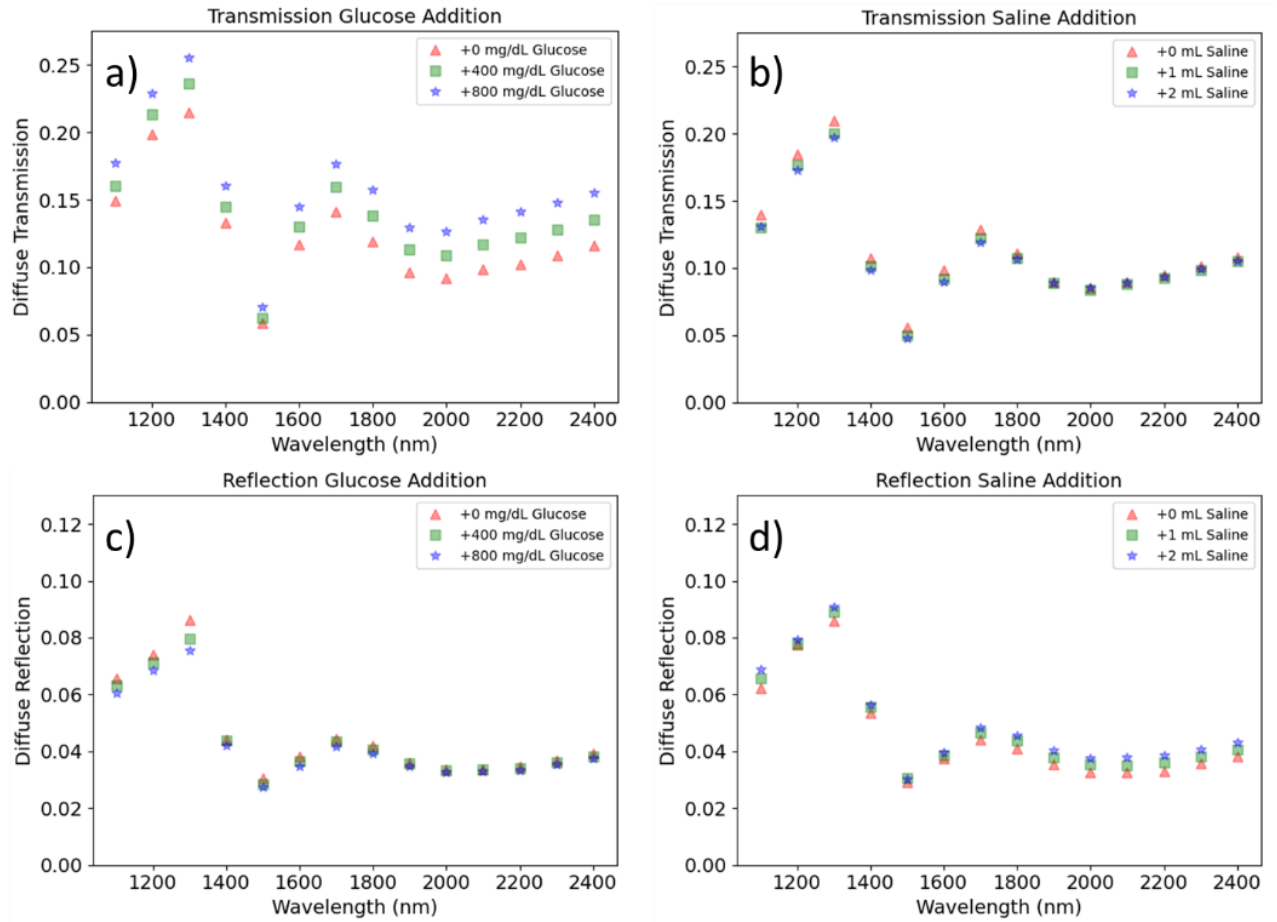 Transmission Glucose Addition
a)
+0 mg/dL Glucose
+400 mg/dL Glucose
+800 mg/dL Glucose
Diffuse Transmission
0.25
0.20
0.15
0.10
0.05
0.00
1200 1400 1600 1800 2000 2200 2400
Wavelength (nm)
Transmission Saline Addition
b)
+0 mL Saline
+1 mL Saline
+2 mL Saline
Diffuse Transmission
0.25
0.20
0.15
0.10
0.05
0.00
1200 1400 1600 1800 2000 2200 2400
Wavelength (nm)
Reflection Glucose Addition
c)
+0 mg/dL Glucose
+400 mg/dL Glucose
+800 mg/dL Glucose
Diffuse Reflection
0.12
0.10
0.08
0.06
0.04
0.02
0.00
1200 1400 1600 1800 2000 2200 2400
Wavelength (nm)
Reflection Saline Addition
d)
+0 mL Saline
+1 mL Saline
+2 mL Saline
Diffuse Reflection
0.12
0.10
0.08
0.06
0.04
0.02
0.00
1200 1400 1600 1800 2000 2200 2400
Wavelength (nm)